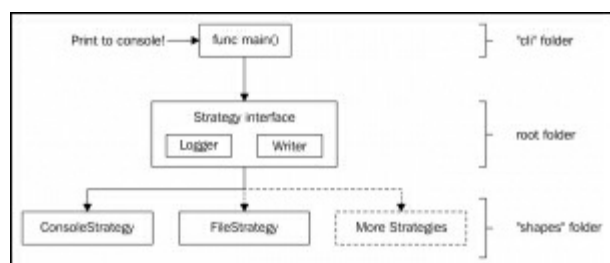 Print to console!
func main()
"cli" folder
Strategy interface
Logger
Writer
root folder
ConsoleStrategy
FileStrategy
More Strategies
"shapes" folder